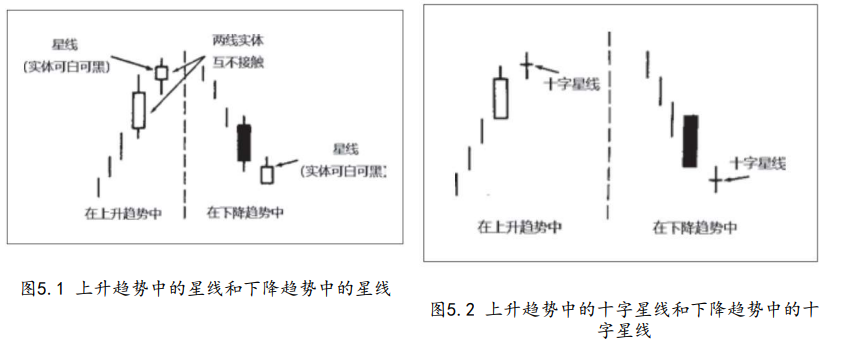 星线
(实体可白可黑)
两线实体
互不接触
星线
(实体可白可黑]
在上升趋势中
在下降趋势中
图5.1 上升趋势中的星线和下降趋势中的星线
十字星线
十字星线
在上升趋势中
在下降趋势中
图5.2 上升趋势中的十字星线和下降趋势中的十
字星线